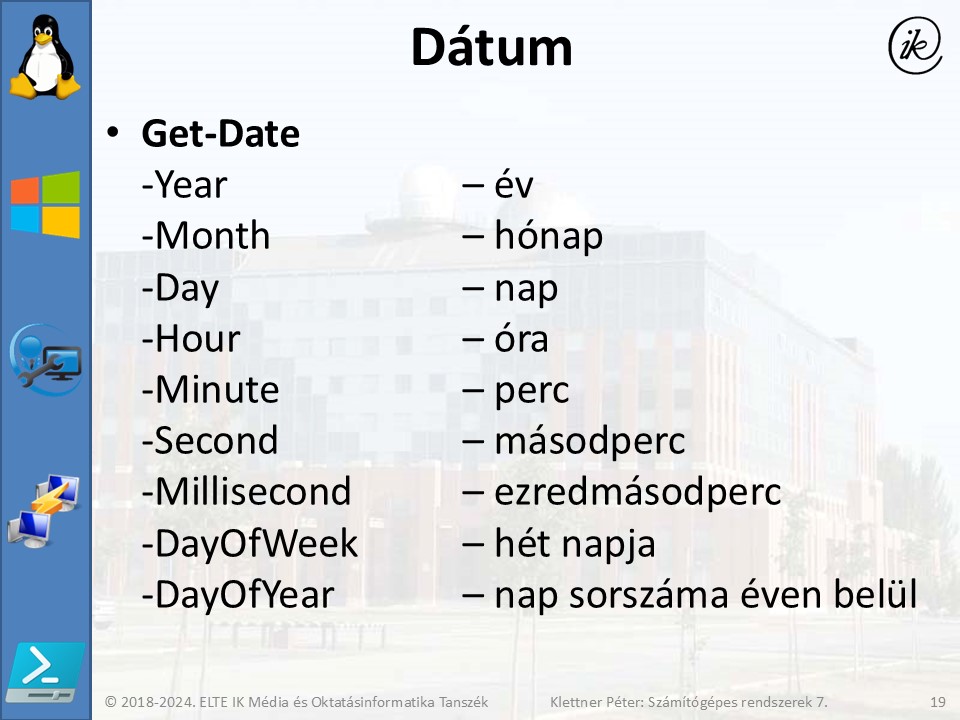 Dátum
ik
• Get-Date
-Year – év
-Month – hónap
-Day – nap
-Hour – óra
-Minute – perc
-Second – másodperc
-Millisecond – ezredmásodperc
-DayOfWeek – hét napja
-DayOfYear – nap sorszáma éven belül
© 2018-2024. ELTE IK Média és Oktatásinformatika Tanszék Klettner Péter: Számítógépes rendszerek 7. 19